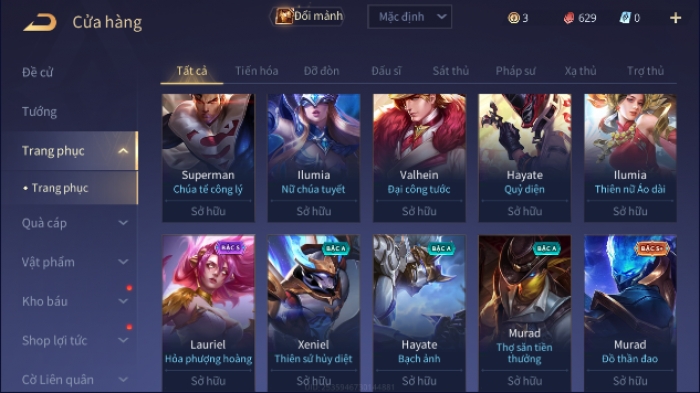 Cửa hàng
Đổi mảnh
Mặc định
3
629
0
Đề cử
Tướng
Trang phục
• Trang phục
Quà cáp
Vật phẩm
Kho báu
Shop lợi tức
Cờ Liên quân
Tất cả
Tiến hóa
Đỡ đòn
Đấu sĩ
Sát thủ
Pháp sư
Xạ thủ
Trợ thủ
Superman
Chúa tể công lý
Sở hữu
Ilumia
Nữ chúa tuyết
Sở hữu
Valhein
Đại công tước
Sở hữu
Hayate
Quỷ diện
Sở hữu
Ilumia
Thiên nữ Áo dài
Sở hữu
BẬC S
Lauriel
Hỏa phượng hoàng
Sở hữu
BẬC A
Xeniel
Thiên sứ hủy diệt
Sở hữu
BẬC A
Hayate
Bạch ảnh
Sở hữu
BẬC A
Murad
Thợ săn tiền
thưởng
Sở hữu
BẬC S+
Murad
Đồ thần đao
Sở hữu